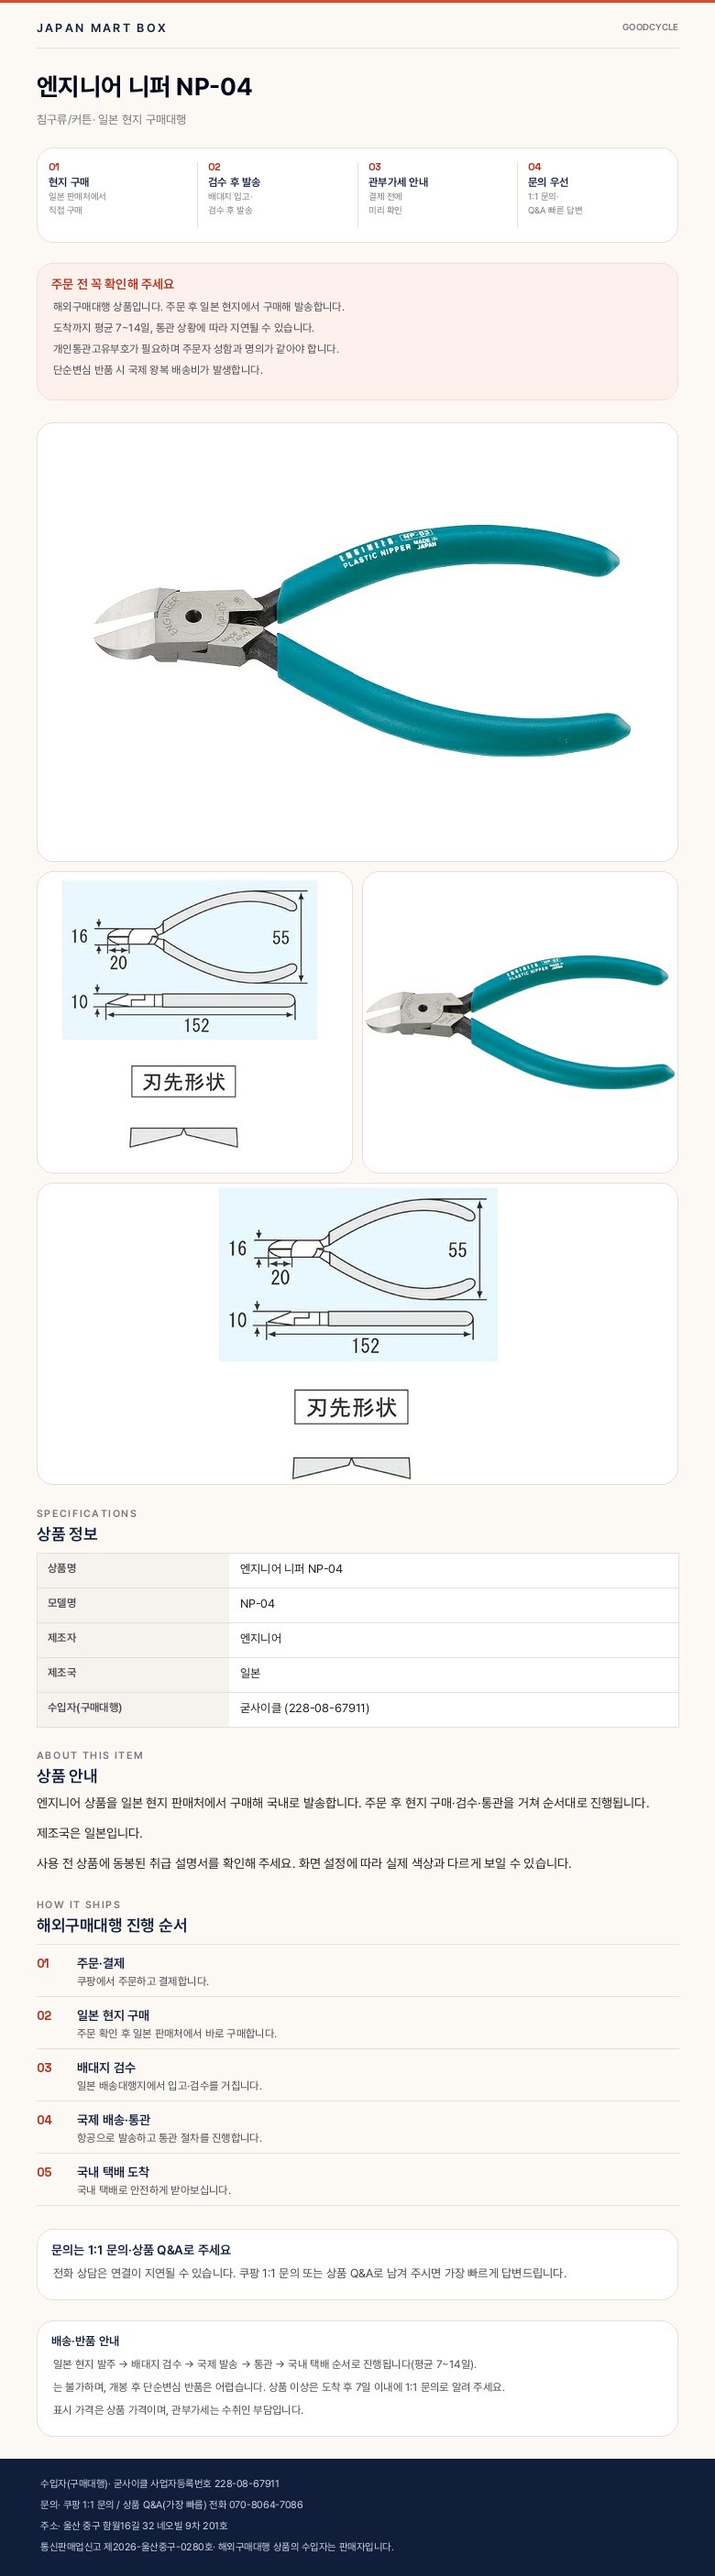 JAPAN MART BOX
GOODCYCLE
엔지니어 니퍼 NP-04
침구류/커튼· 일본 현지 구매대행
01
현지 구매
일본 판매처에서
직접 구매
02
검수 후 발송
배대지 입고·
검수 후 발송
03
관부가세 안내
결제 전에
미리 확인
04
문의 우선
1:1 문의·
Q&A 빠른 답변
주문 전 꼭 확인해 주세요
해외구매대행 상품입니다. 주문 후 일본 현지에서 구매해 발송합니다.
도착까지 평균 7~14일, 통관 상황에 따라 지연될 수 있습니다.
개인통관고유부호가 필요하며 주문자 성함과 명의가 같아야 합니다.
단순변심 반품 시 국제 왕복 배송비가 발생합니다.
ENGINEER NP-03
PLASTIC NIPPER MADE IN JAPAN
ENGINEER
MADE IN
JAPAN
16
20
55
10
152
刃先形状
16
20
55
10
152
刃先形状
SPECIFICATIONS
상품 정보
상품명 엔지니어 니퍼 NP-04
모델명 NP-04
제조자 엔지니어
제조국 일본
수입자(구매대행) 굳사이클 (228-08-67911)
ABOUT THIS ITEM
상품 안내
엔지니어 상품을 일본 현지 판매처에서 구매해 국내로 발송합니다. 주문 후 현지 구매·검수·통관을 거쳐 순서대로 진행됩니다.
제조국은 일본입니다.
사용 전 상품에 동봉된 취급 설명서를 확인해 주세요. 화면 설정에 따라 실제 색상과 다르게 보일 수 있습니다.
HOW IT SHIPS
해외구매대행 진행 순서
01 주문·결제
쿠팡에서 주문하고 결제합니다.
02 일본 현지 구매
주문 확인 후 일본 판매처에서 바로 구매합니다.
03 배대지 검수
일본 배송대행지에서 입고·검수를 거칩니다.
04 국제 배송·통관
항공으로 발송하고 통관 절차를 진행합니다.
05 국내 택배 도착
국내 택배로 안전하게 받아보십니다.
문의는 1:1 문의·상품 Q&A로 주세요
전화 상담은 연결이 지연될 수 있습니다. 쿠팡 1:1 문의 또는 상품 Q&A로 남겨 주시면 가장 빠르게 답변드립니다.
배송·반품 안내
일본 현지 발주 → 배대지 검수 → 국제 발송 → 통관 → 국내 택배 순서로 진행됩니다(평균 7~14일).
는 불가하며, 개봉 후 단순변심 반품은 어렵습니다. 상품 이상은 도착 후 7일 이내에 1:1 문의로 알려 주세요.
표시 가격은 상품 가격이며, 관부가세는 수취인 부담입니다.
수입자(구매대행)· 굳사이클 사업자등록번호 228-08-67911
문의· 쿠팡 1:1 문의 / 상품 Q&A(가장 빠름) 전화 070-8064-7086
주소· 울산 중구 함월16길 32 네오빌 9차 201호
통신판매업신고 제2026-울산중구-0280호· 해외구매대행 상품의 수입자는 판매자입니다.